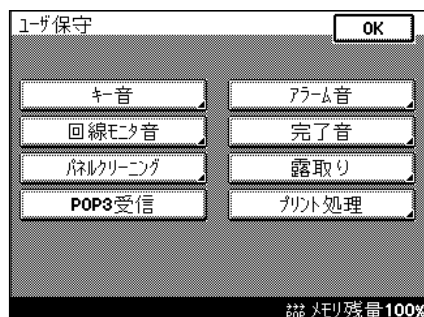 ﾕｰｻﾞ保守
OK
ｷｰ音
ｱﾗｰﾑ音
回線ﾓﾆﾀ音
完了音
ﾊﾟﾈﾙｸﾘｰﾆﾝｸﾞ
露取り
POP3受信
ﾌﾟﾘﾝﾄ処理
ﾒﾓﾘ残量100%